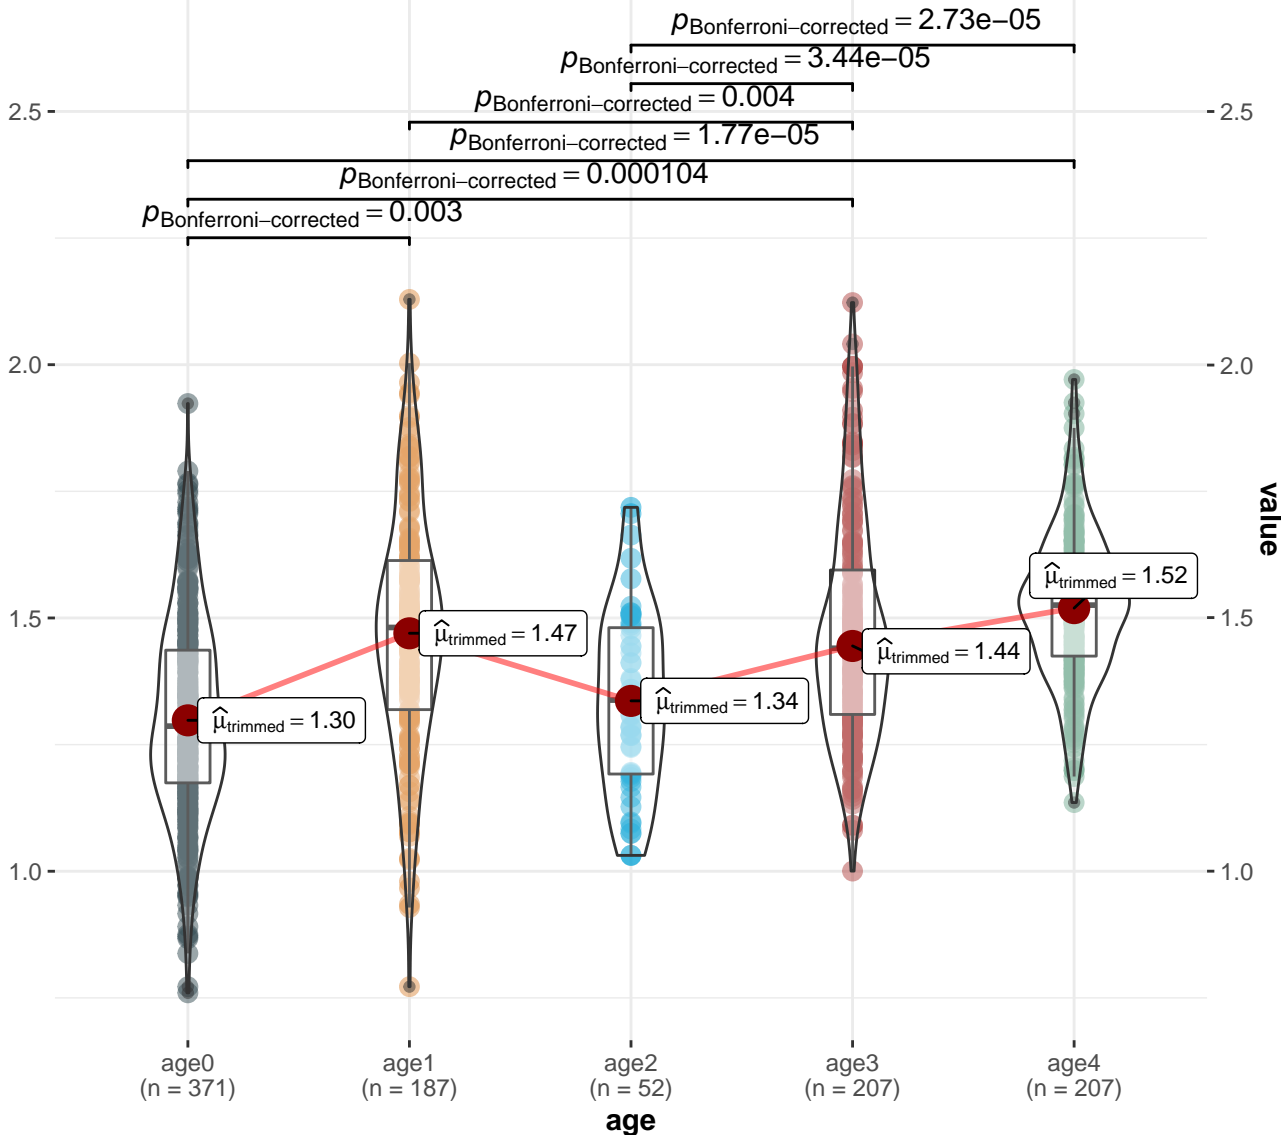 pBonferroni−corrected = 2.73e−05
pBonferroni−corrected = 3.44e−05
pBonferroni−corrected = 0.004
pBonferroni−corrected = 1.77e−05
pBonferroni−corrected = 0.000104
pBonferroni−corrected = 0.003
2.5
2.5
2.0
2.0
value
μ̂trimmed = 1.52
1.5
1.5
μ̂trimmed = 1.47
μ̂trimmed = 1.44
μ̂trimmed = 1.34
μ̂trimmed = 1.30
1.0
1.0
age0
(n = 371)
age1
(n = 187)
age2
(n = 52)
age3
(n = 207)
age4
(n = 207)
age